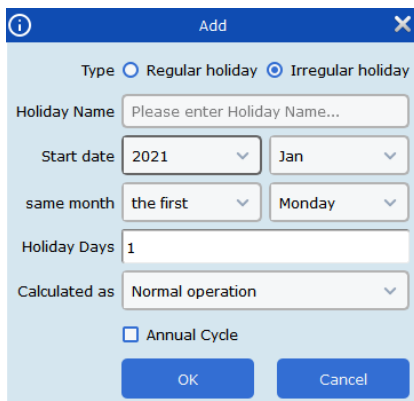 Add
Type Regular holiday Irregular holiday
Holiday Name Please enter Holiday Name...
Start date 2021 Jan
same month the first Monday
Holiday Days 1
Calculated as Normal operation
Annual Cycle
OK Cancel